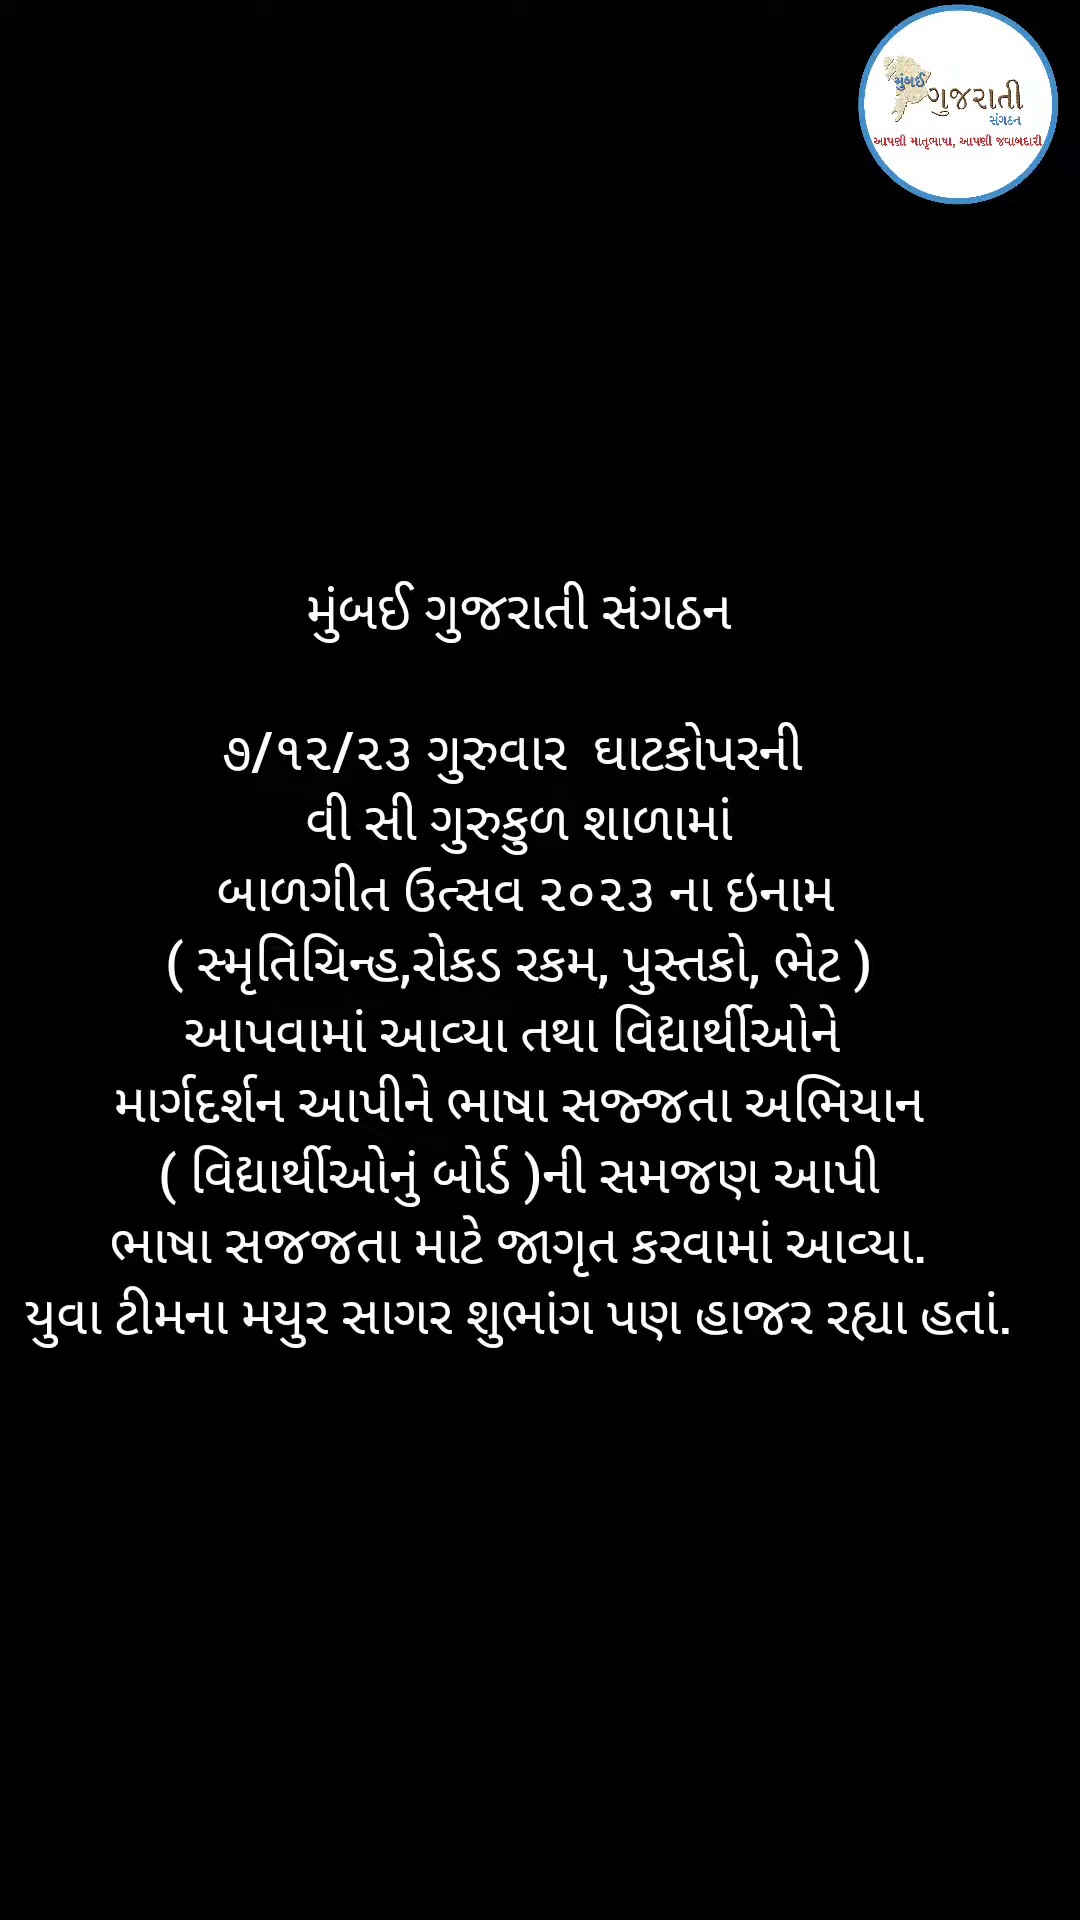 મુંબઈ
ગુજરાતી
સંગઠન
આપણી માતૃભાષા, આપણી જવાબદારી
મુંબઈ ગુજરાતી સંગઠન
૭/૧૨/૨૩ ગુરુવાર  ઘાટકોપરની
વી સી ગુરુકુળ શાળામાં
બાળગીત ઉત્સવ ૨૦૨૩ ના ઇનામ
( સ્મૃતિચિન્હ,રોકડ રકમ, પુસ્તકો, ભેટ )
આપવામાં આવ્યા તથા વિદ્યાર્થીઓને
માર્ગદર્શન આપીને ભાષા સજ્જતા અભિયાન
( વિદ્યાર્થીઓનું બોર્ડ )ની સમજણ આપી
ભાષા સજજતા માટે જાગૃત કરવામાં આવ્યા.
યુવા ટીમના મયુર સાગર શુભાંગ પણ હાજર રહ્યા હતાં.